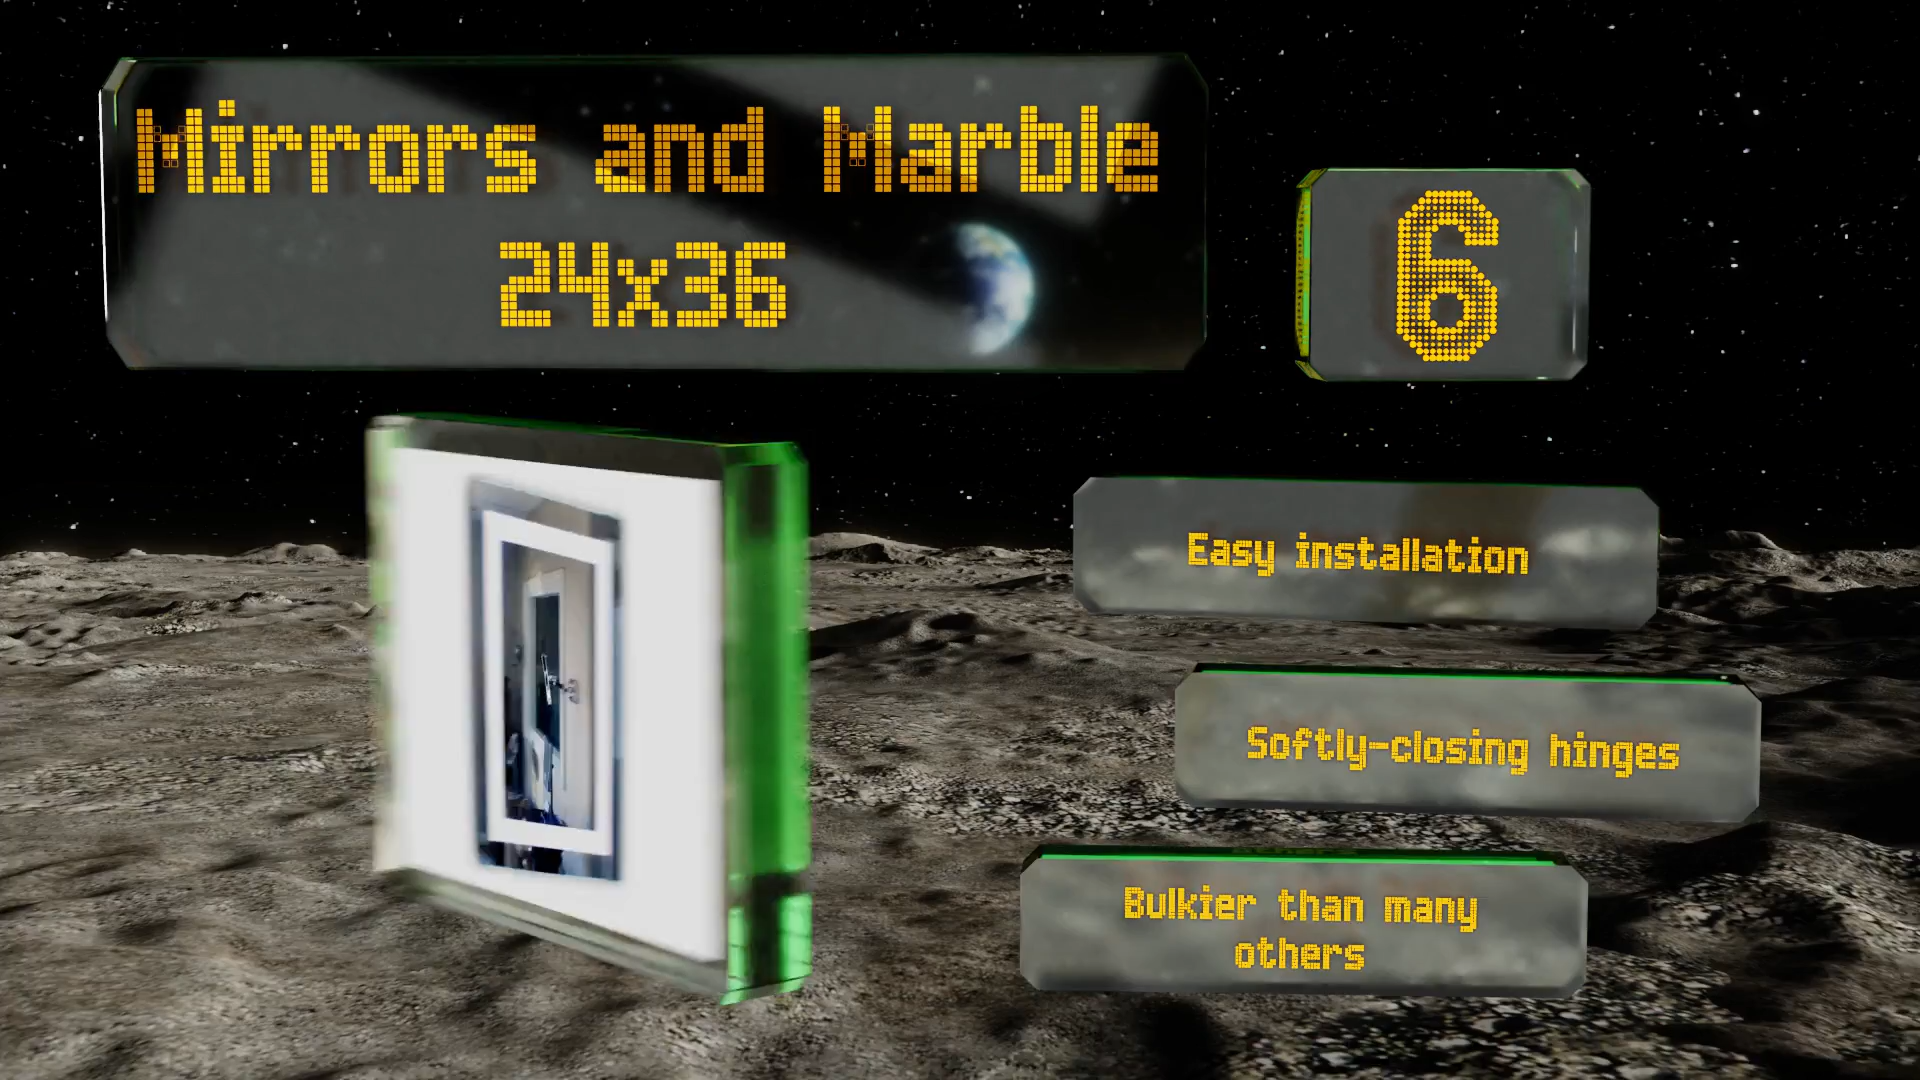 Mirrors and Marble
24x36
6
Easy installation
Softly-closing hinges
Bulkier than many
others